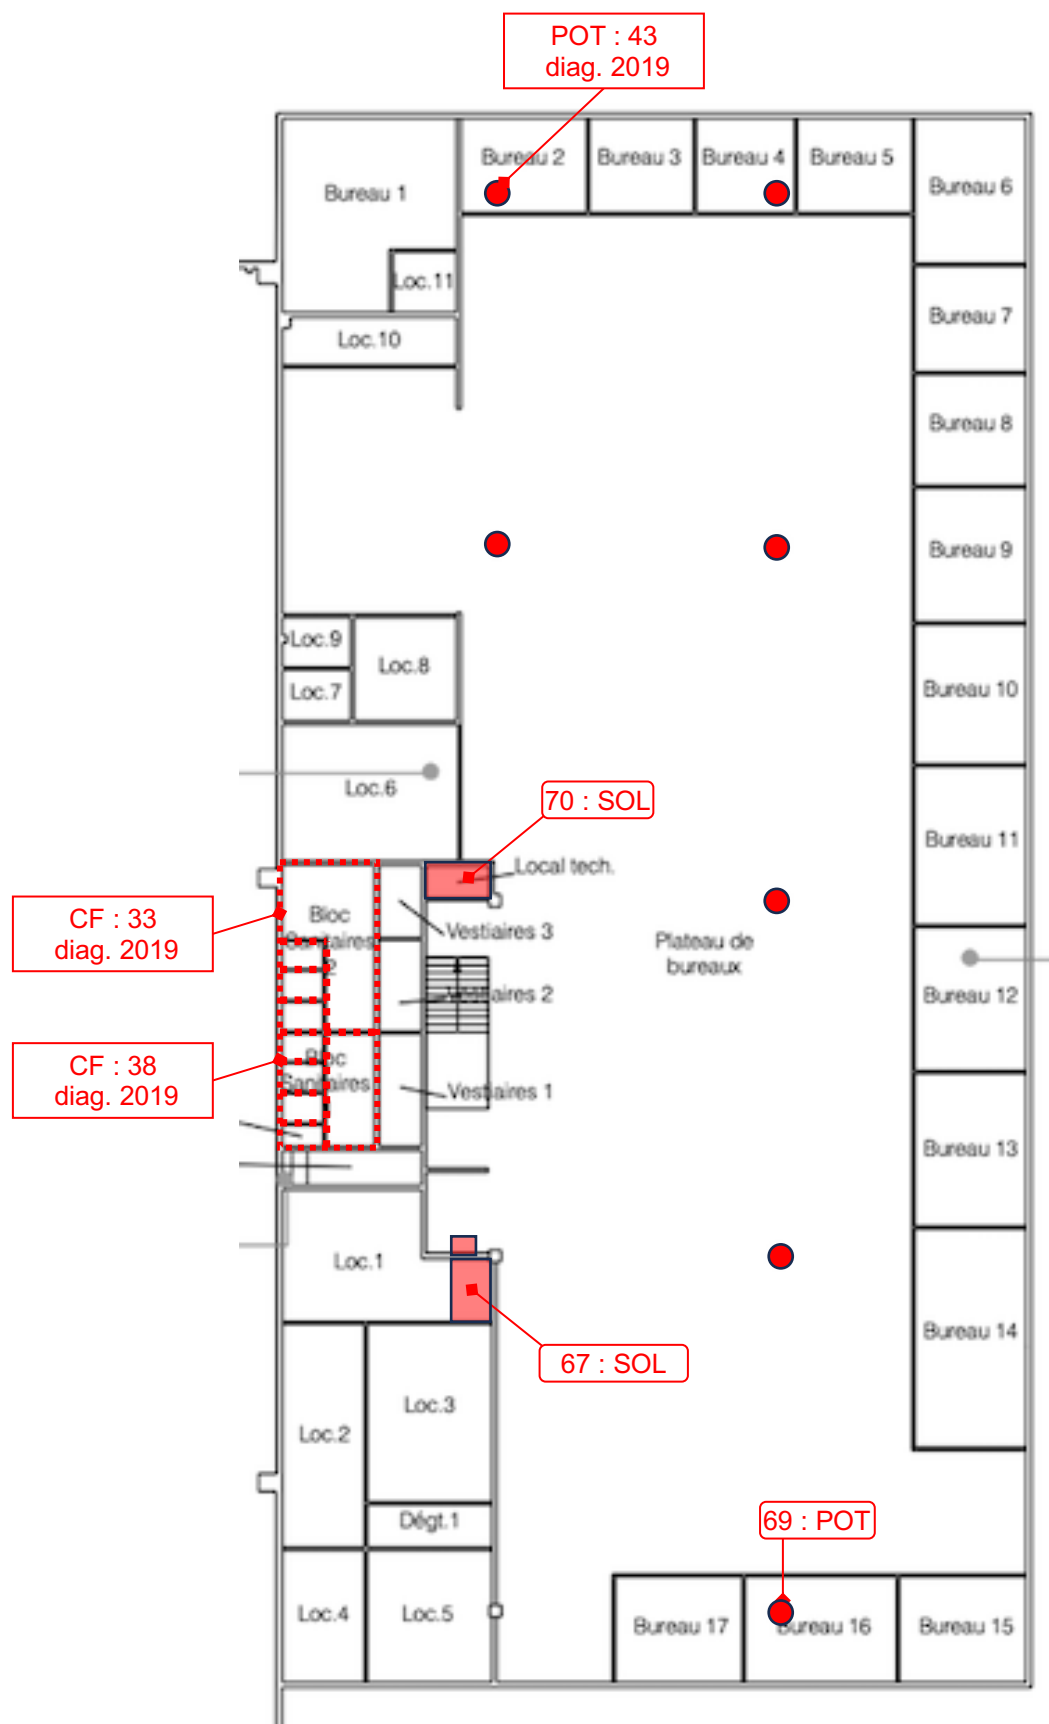 POT : 43
diag. 2019
Bureau 1
Bureau 2
Bureau 3
Bureau 4
Bureau 5
Bureau 6
Loc.11
Loc.10
Bureau 7
Bureau 8
Bureau 9
Loc.9
Loc.8
Loc.7
Bureau 10
Loc.6
70 : SOL
Bureau 11
Local tech.
CF : 33
diag. 2019
Bloc
Sanitaires
2
Vestiaires 3
Plateau de
bureaux
Vestiaires 2
Bureau 12
CF : 38
diag. 2019
Bloc
Sanitaires
Vestiaires 1
Bureau 13
Loc.1
67 : SOL
Bureau 14
Loc.3
Loc.2
Dégt.1
69 : POT
Loc.4
Loc.5
Bureau 17
Bureau 16
Bureau 15